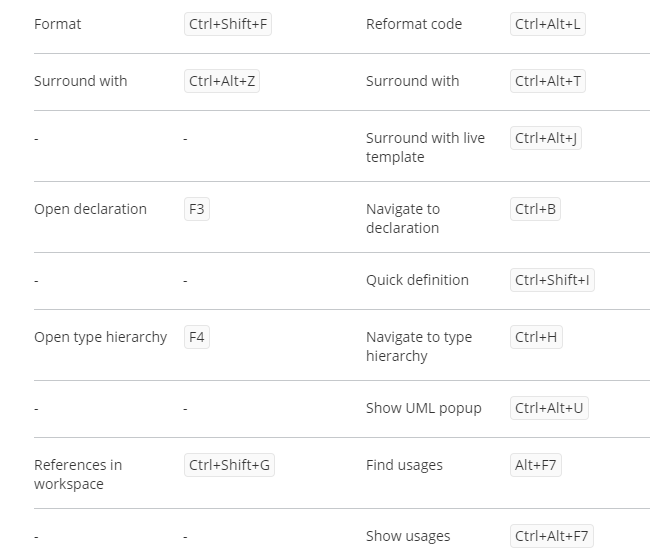 Format Ctrl+Shift+F Reformat code Ctrl+Alt+L
Surround with Ctrl+Alt+Z Surround with Ctrl+Alt+T
- - Surround with live Ctrl+Alt+J
template
Open declaration F3 Navigate to Ctrl+B
declaration
- - Quick definition Ctrl+Shift+I
Open type hierarchy F4 Navigate to type Ctrl+H
hierarchy
- - Show UML popup Ctrl+Alt+U
References in Ctrl+Shift+G Find usages Alt+F7
workspace
- - Show usages Ctrl+Alt+F7